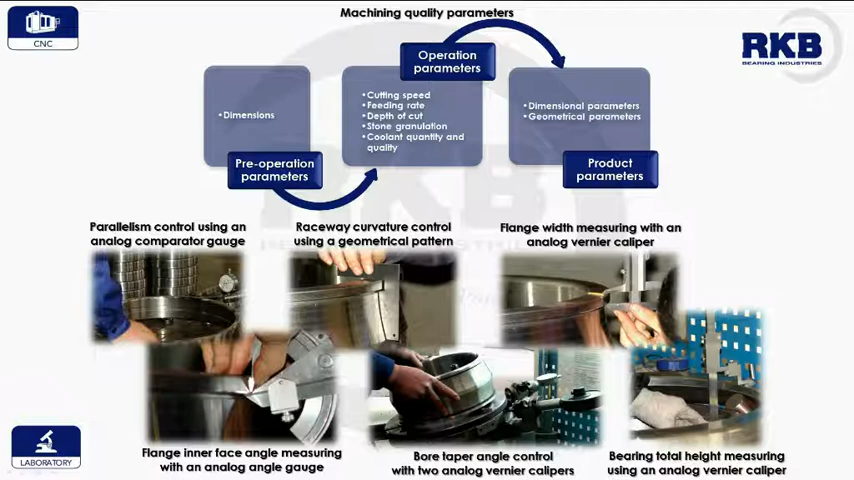 Machining quality parameters
CNC
RKB
BEARING INDUSTRIES
Operation
parameters
• Dimensions
• Cutting speed
• Feeding rate
• Depth of cut
• Stone granulation
• Coolant quantity and
quality
• Dimensional parameters
• Geometrical parameters
Pre-operation
parameters
Product
parameters
Parallelism control using an
analog comparator gauge
Raceway curvature control
using a geometrical pattern
Flange width measuring with an
analog vernier caliper
Flange inner face angle measuring
with an analog angle gauge
Bore taper angle control
with two analog vernier calipers
Bearing total height measuring
using an analog vernier caliper
LABORATORY